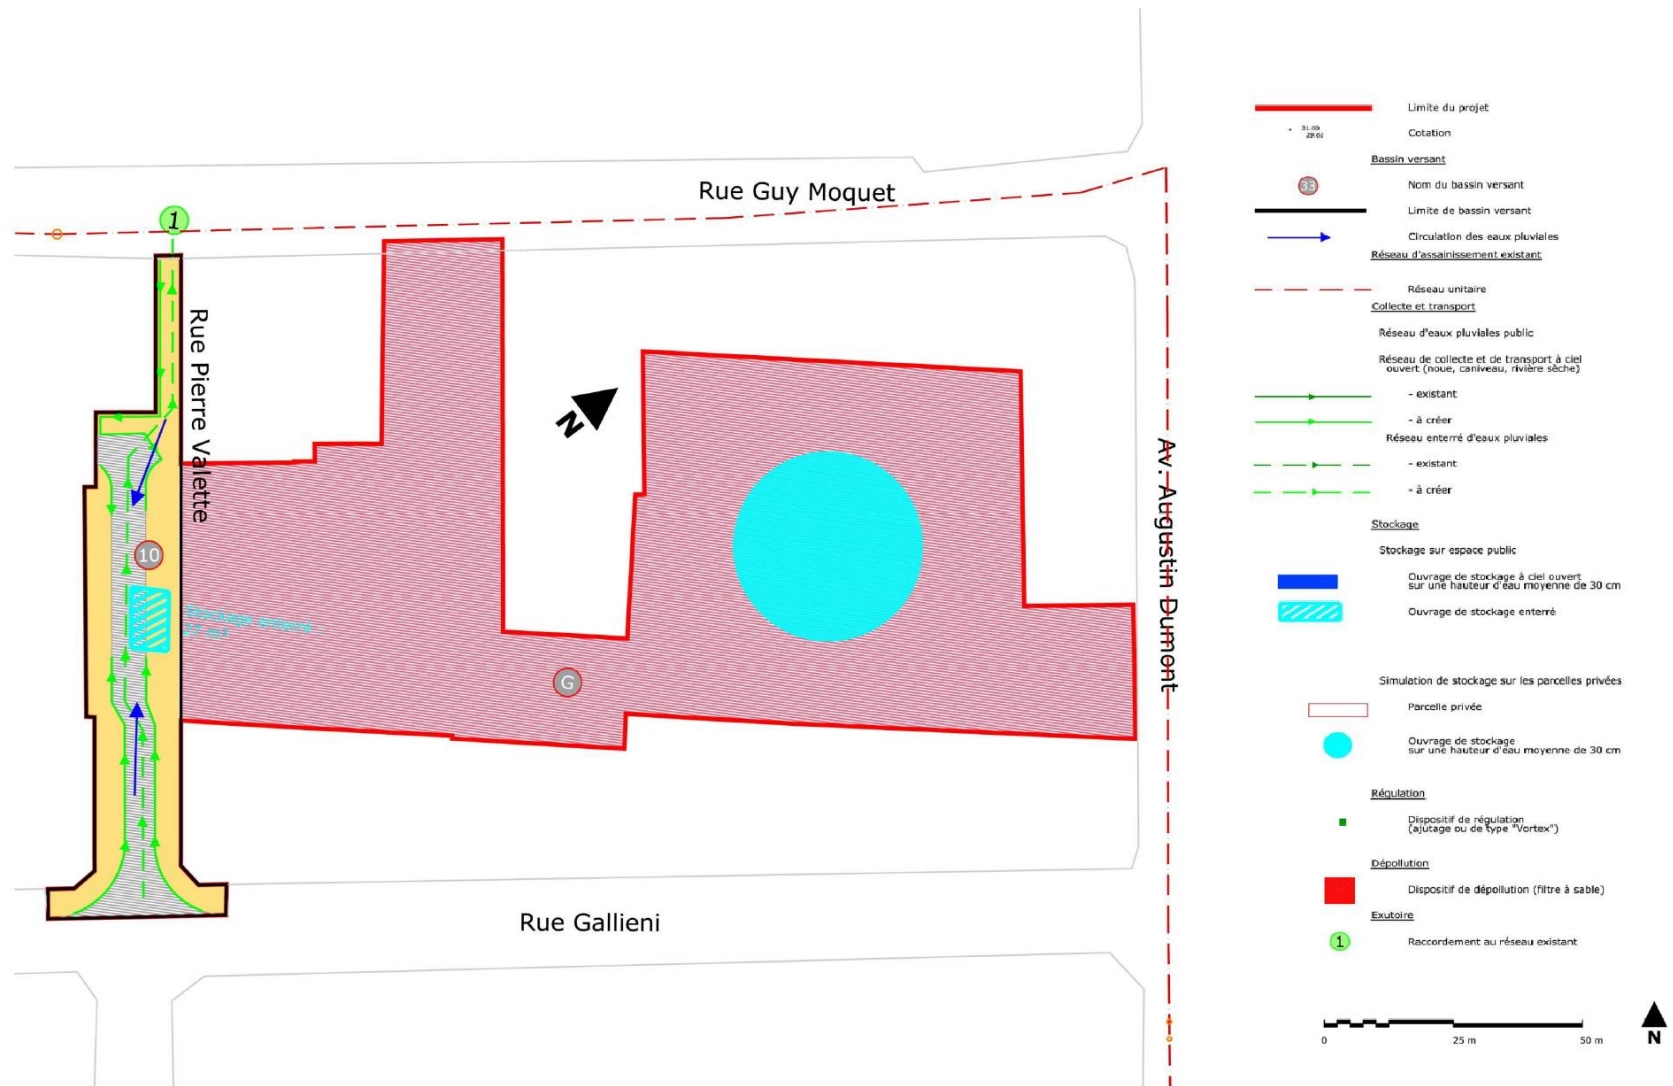 Rue Guy Moquet
1
Rue Pierre Valette
N
Av. Augustin Dumont
10
Stockage enterré :
27 m³
G
Rue Gallieni
Limite du projet
Cotation
Bassin versant
33
Nom du bassin versant
Limite de bassin versant
Circulation des eaux pluviales
Réseau d'assainissement existant
Réseau unitaire
Collecte et transport
Réseau d'eaux pluviales public
Réseau de collecte et de transport à ciel
ouvert (noue, caniveau, rivière sèche)
- existant
- à créer
Réseau enterré d'eaux pluviales
- existant
- à créer
Stockage
Stockage sur espace public
Ouvrage de stockage à ciel ouvert
sur une hauteur d'eau moyenne de 30 cm
Ouvrage de stockage enterré
Simulation de stockage sur les parcelles privées
Parcelle privée
Ouvrage de stockage
sur une hauteur d'eau moyenne de 30 cm
Régulation
Dispositif de régulation
(ajutage ou de type "Vortex")
Dépollution
Dispositif de dépollution (filtre à sable)
Exutoire
1
Raccordement au réseau existant
0
25 m
50 m
N